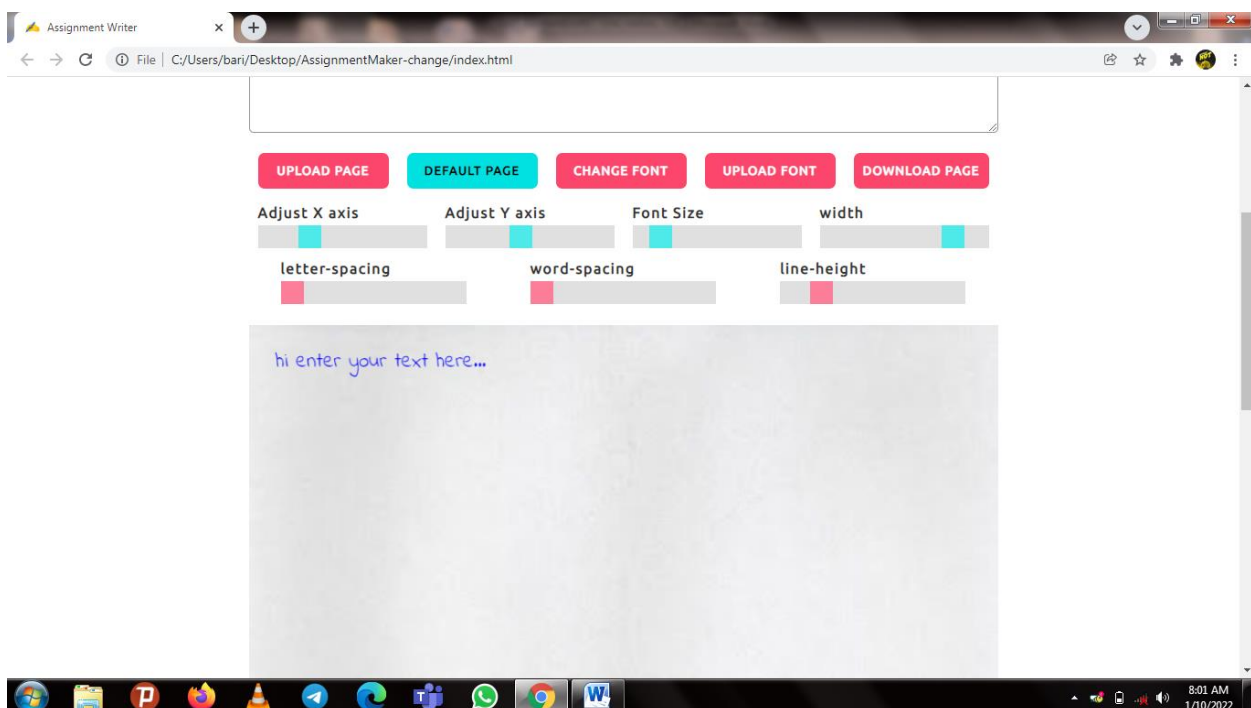 Assignment Writer
File C:/Users/bari/Desktop/AssignmentMaker-change/index.html
UPLOAD PAGE DEFAULT PAGE CHANGE FONT UPLOAD FONT DOWNLOAD PAGE
Adjust X axis Adjust Y axis Font Size width
letter-spacing word-spacing line-height
hi enter your text here...
8:01 AM
1/10/2022